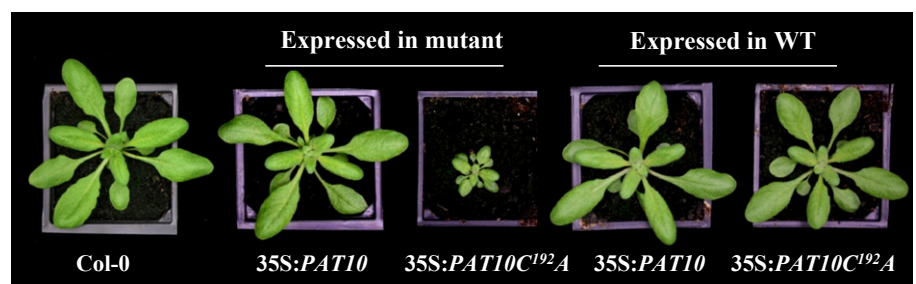 Expressed in mutant
Expressed in WT
Col-0
35S:PAT10
35S:PAT10C¹⁹²A
35S:PAT10
35S:PAT10C¹⁹²A